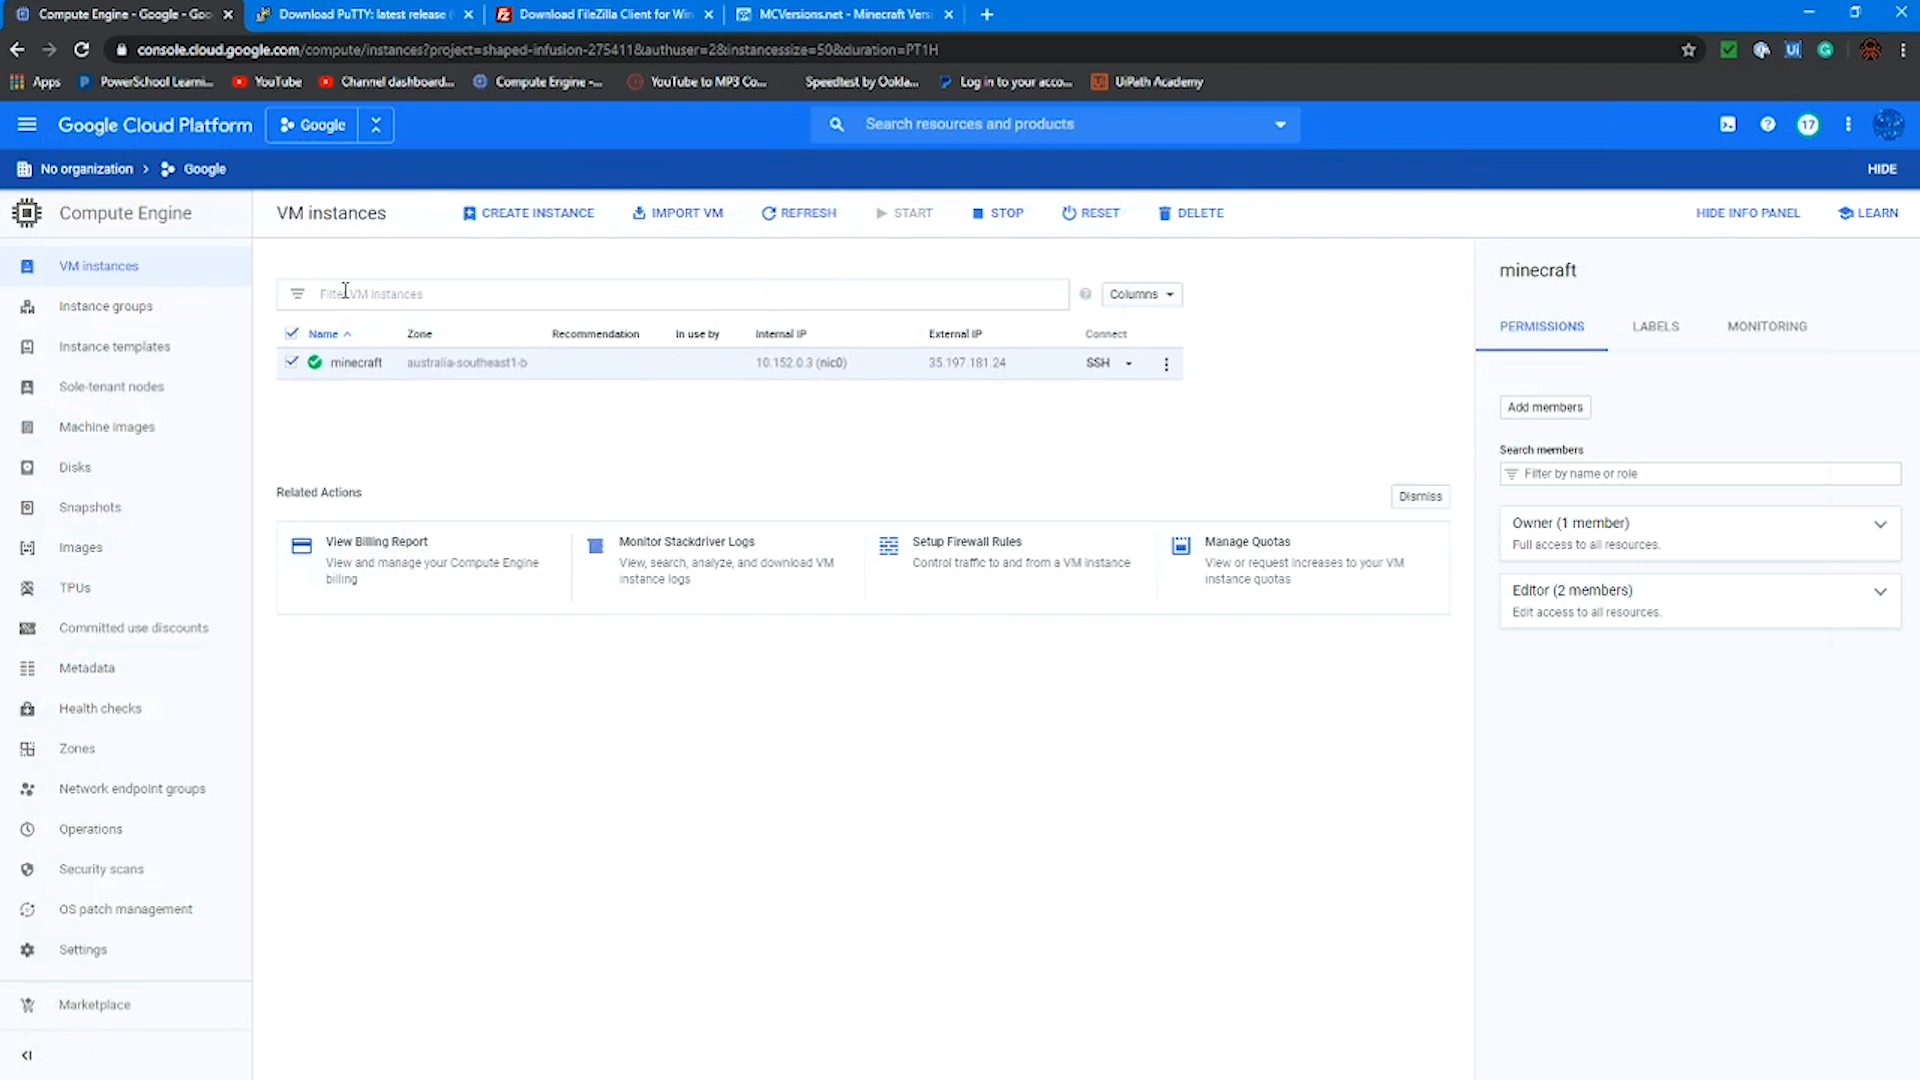 Compute Engine - Google - Goo
Download PuTTY: latest release (
Download FileZilla Client for Win
MCVersions.net - Minecraft Versi
console.cloud.google.com/compute/instances?project=shaped-infusion-275411&authuser=2&instancessize=50&duration=PT1H
Apps
PowerSchool Learni...
YouTube
Channel dashboard...
Compute Engine -...
YouTube to MP3 Co...
Speedtest by Ookla...
Log in to your acco...
UiPath Academy
Google Cloud Platform
Google
Search resources and products
17
No organization > Google
HIDE
Compute Engine
VM instances
CREATE INSTANCE
IMPORT VM
REFRESH
START
STOP
RESET
DELETE
HIDE INFO PANEL
LEARN
VM instances
Instance groups
Instance templates
Sole-tenant nodes
Machine images
Disks
Snapshots
Images
TPUs
Committed use discounts
Metadata
Health checks
Zones
Network endpoint groups
Operations
Security scans
OS patch management
Settings
Marketplace
Filter VM instances
Columns
Name
Zone
Recommendation
In use by
Internal IP
External IP
Connect
minecraft
australia-southeast1-b
10.152.0.3 (nic0)
35.197.181.24
SSH
Related Actions
Dismiss
View Billing Report
View and manage your Compute Engine
billing
Monitor Stackdriver Logs
View, search, analyze, and download VM
instance logs
Setup Firewall Rules
Control traffic to and from a VM instance
Manage Quotas
View or request increases to your VM
instance quotas
minecraft
PERMISSIONS
LABELS
MONITORING
Add members
Search members
Filter by name or role
Owner (1 member)
Full access to all resources.
Editor (2 members)
Edit access to all resources.